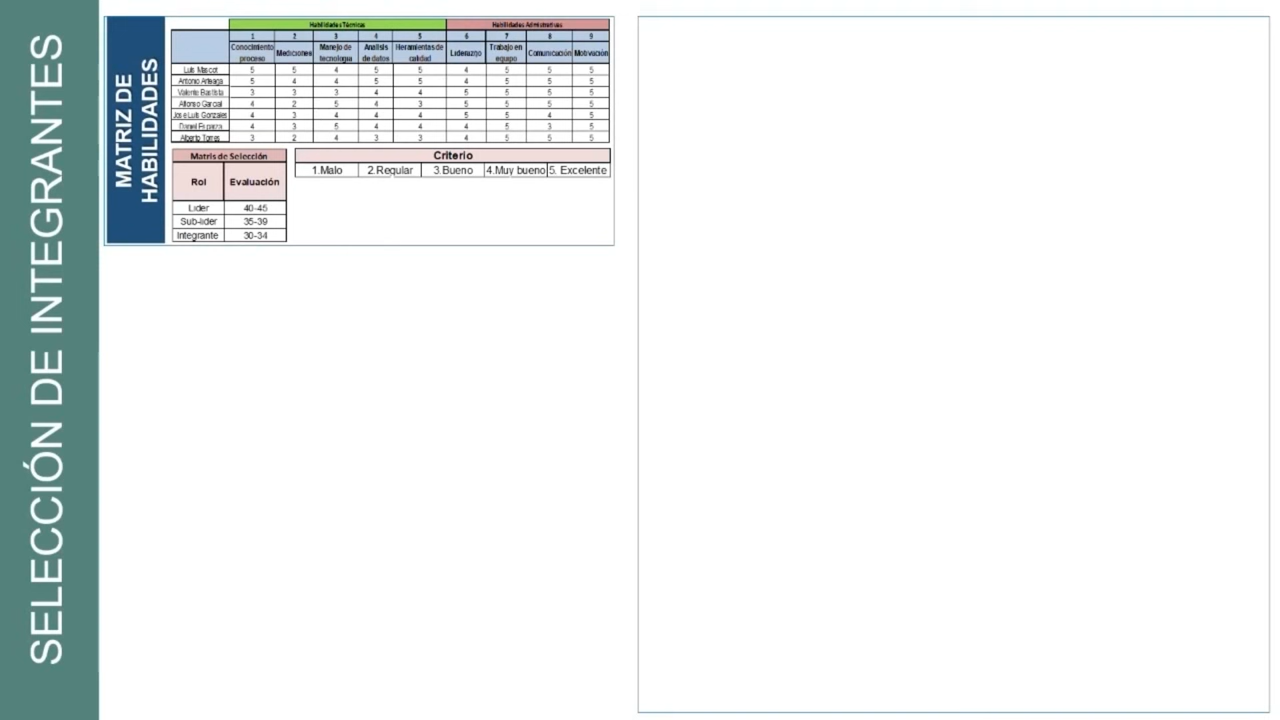 SELECCIÓN DE INTEGRANTES
MATRIZ DE
HABILIDADES
Habilidades Técnicas Habilidades Administrativas
1 2 3 4 5 6 7 8 9
Conocimiento proceso Mediciones Manejo de tecnologia Analisis de datos Heramientas de calidad Liderazgo Trabajo en equipo Comunicación Motivación
Luis Mascot 5 5 4 5 5 4 5 5 5
Antonio Arteaga 5 4 4 5 5 4 5 5 5
Valente Bastista 3 3 3 4 4 5 5 5 5
Alfonso Garcial 4 2 5 4 3 5 5 5 5
Jose Luis Gonzales 4 3 4 4 4 5 5 4 5
Daniel Esparza 4 3 5 4 4 4 5 3 5
Alberto Torres 3 2 4 3 3 4 5 5 5
Matris de Selección
Rol Evaluación
Lider 40-45
Sub-lider 35-39
Integrante 30-34
Criterio
1.Malo 2.Regular 3.Bueno 4.Muy bueno 5. Excelente